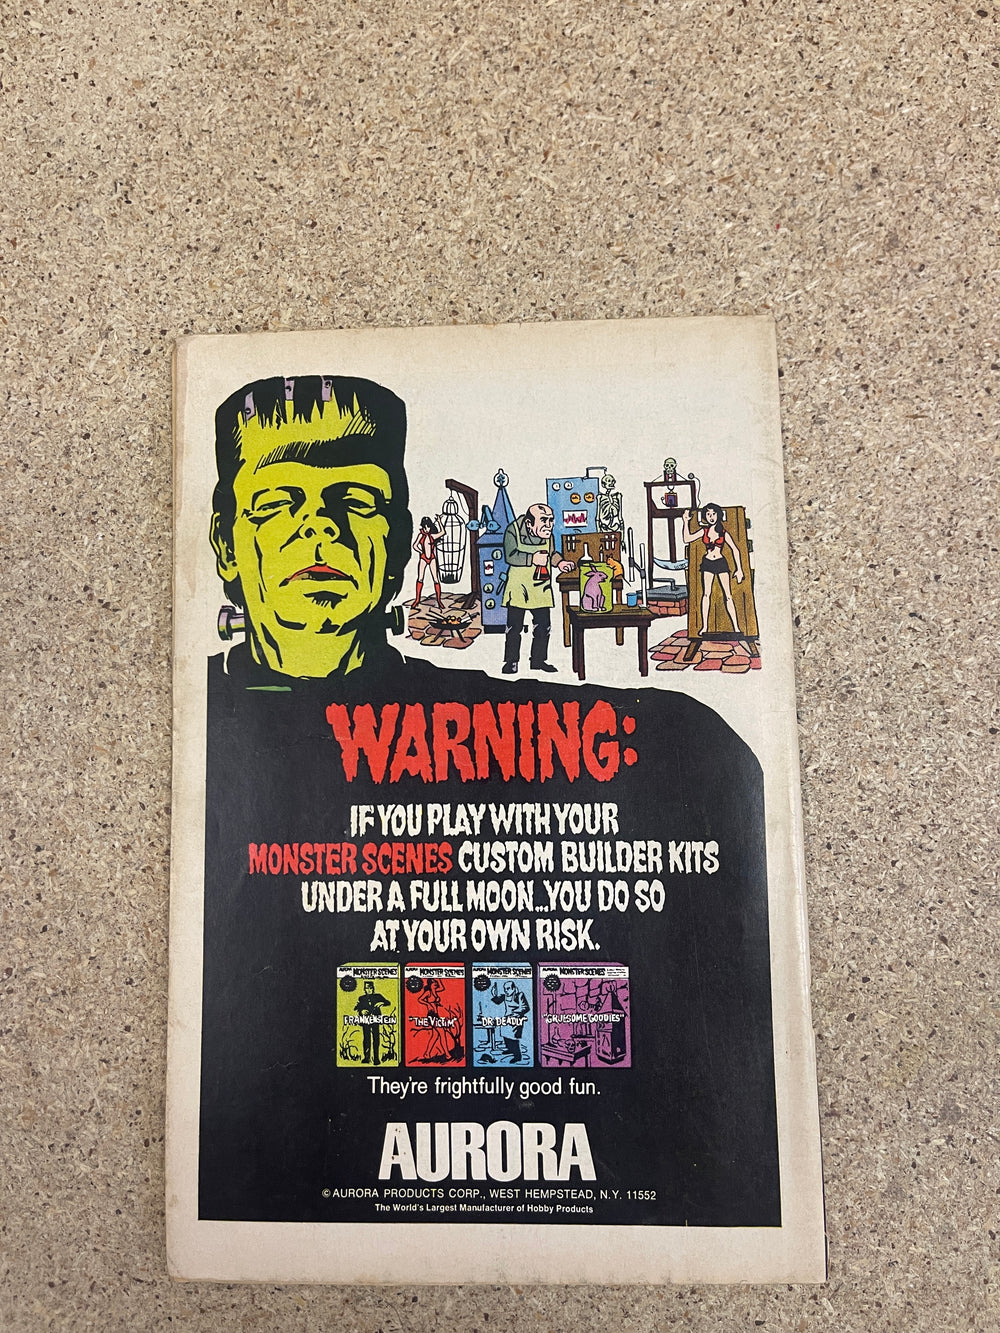 WARNING:
IF YOU PLAY WITH YOUR
MONSTER SCENES CUSTOM BUILDER KITS
UNDER A FULL MOON...YOU DO SO
AT YOUR OWN RISK.
AURORA MONSTER SCENES
FRANKENSTEIN
AURORA MONSTER SCENES
"THE VICTIM"
AURORA MONSTER SCENES
"DR. DEADLY"
AURORA MONSTER SCENES
"GRUESOME GOODIES"
They're frightfully good fun.
AURORA
© AURORA PRODUCTS CORP., WEST HEMPSTEAD, N.Y. 11552
The World's Largest Manufacturer of Hobby Products